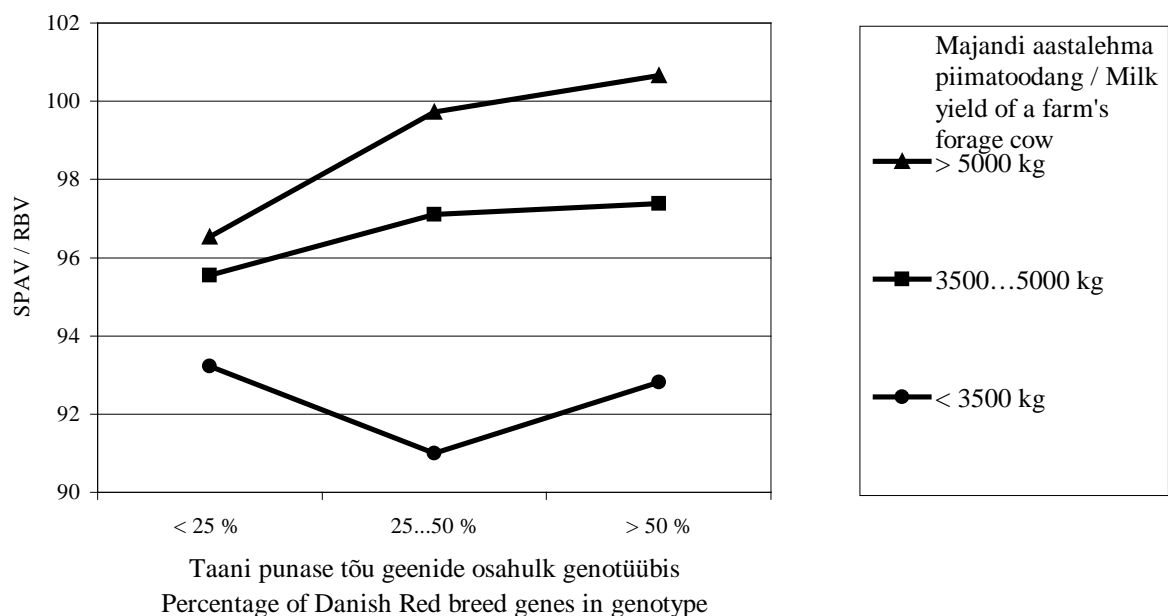 102
100
98
96
94
92
90
SPAV / RBV
< 25 %
25...50 %
> 50 %
Taani punase tõu geenide osahulk genotüübis
Percentage of Danish Red breed genes in genotype
Majandi aastalehma
piimatoodang / Milk
yield of a farm's
forage cow
> 5000 kg
3500…5000 kg
< 3500 kg